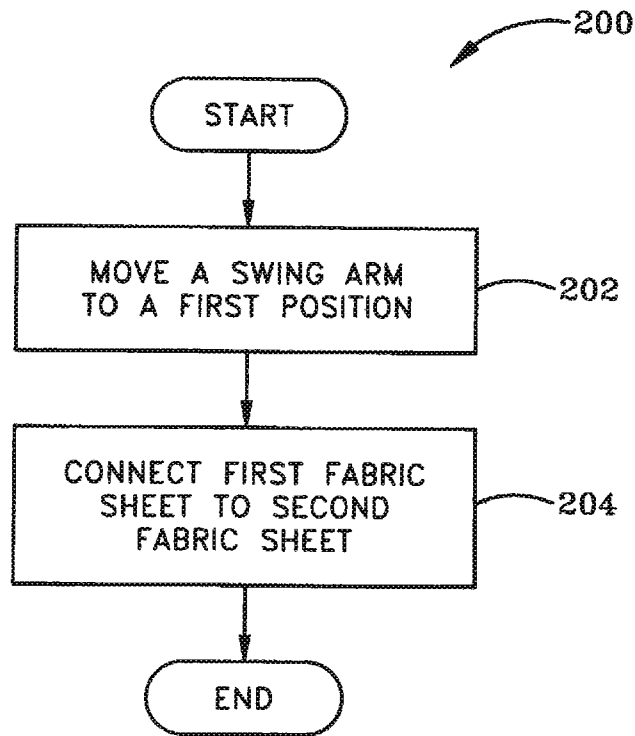 200
START
MOVE A SWING ARM
TO A FIRST POSITION
202
CONNECT FIRST FABRIC
SHEET TO SECOND
FABRIC SHEET
204
END